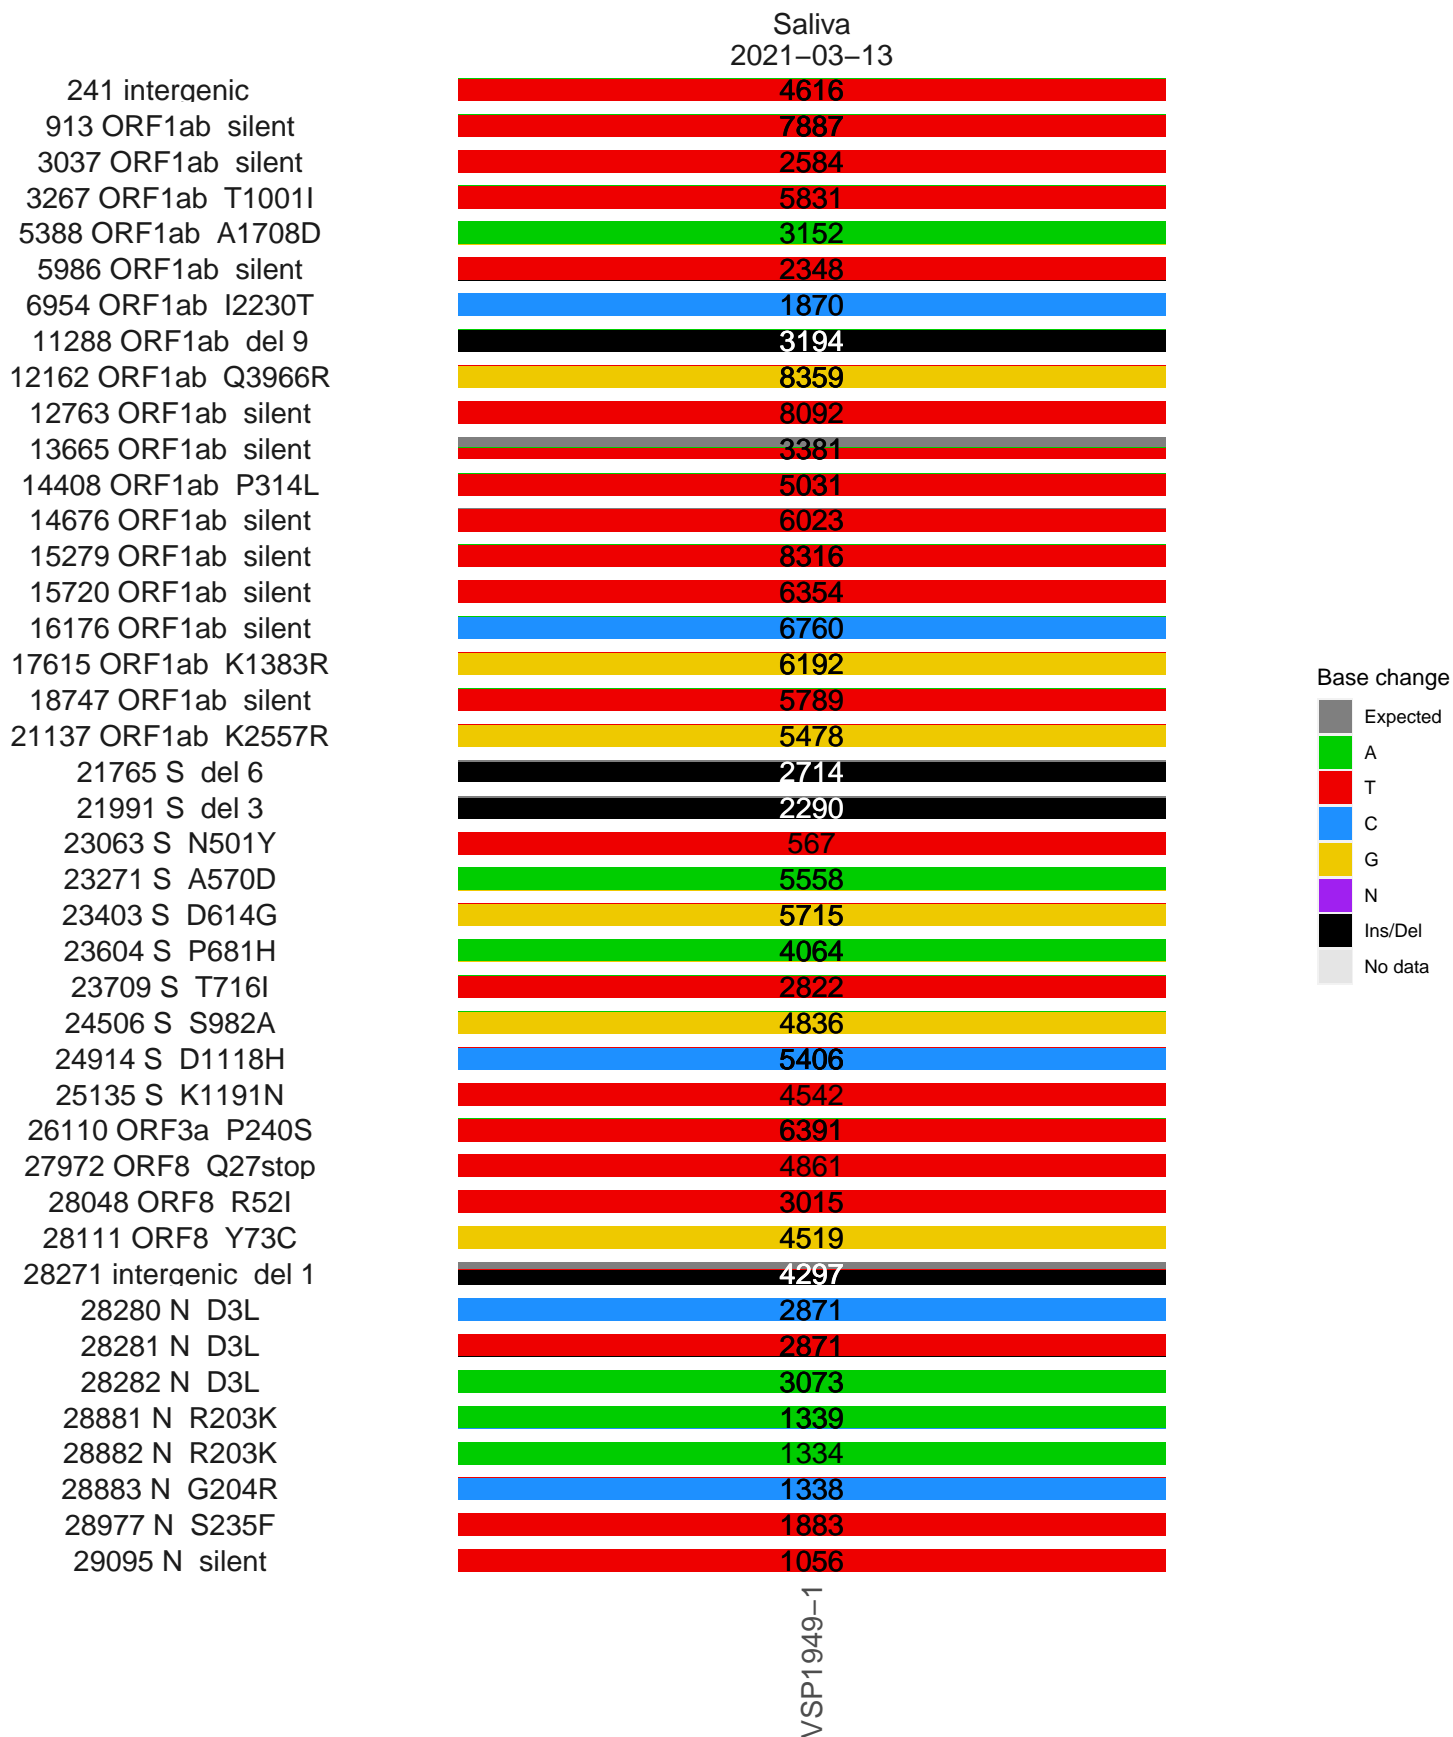 Saliva
2021−03−13
241 intergenic 4616
913 ORF1ab silent 7887
3037 ORF1ab silent 2584
3267 ORF1ab T1001I 5831
5388 ORF1ab A1708D 3152
5986 ORF1ab silent 2348
6954 ORF1ab I2230T 1870
11288 ORF1ab del 9 3194
12162 ORF1ab Q3966R 8359
12763 ORF1ab silent 8092
13665 ORF1ab silent 3381
14408 ORF1ab P314L 5031
14676 ORF1ab silent 6023
15279 ORF1ab silent 8316
15720 ORF1ab silent 6354
16176 ORF1ab silent 6760
17615 ORF1ab K1383R 6192
18747 ORF1ab silent 5789
21137 ORF1ab K2557R 5478
21765 S del 6 2714
21991 S del 3 2290
23063 S N501Y 567
23271 S A570D 5558
23403 S D614G 5715
23604 S P681H 4064
23709 S T716I 2822
24506 S S982A 4836
24914 S D1118H 5406
25135 S K1191N 4542
26110 ORF3a P240S 6391
27972 ORF8 Q27stop 4861
28048 ORF8 R52I 3015
28111 ORF8 Y73C 4519
28271 intergenic del 1 4297
28280 N D3L 2871
28281 N D3L 2871
28282 N D3L 3073
28881 N R203K 1339
28882 N R203K 1334
28883 N G204R 1338
28977 N S235F 1883
29095 N silent 1056
VSP1949−1
Base change
Expected
A
T
C
G
N
Ins/Del
No data